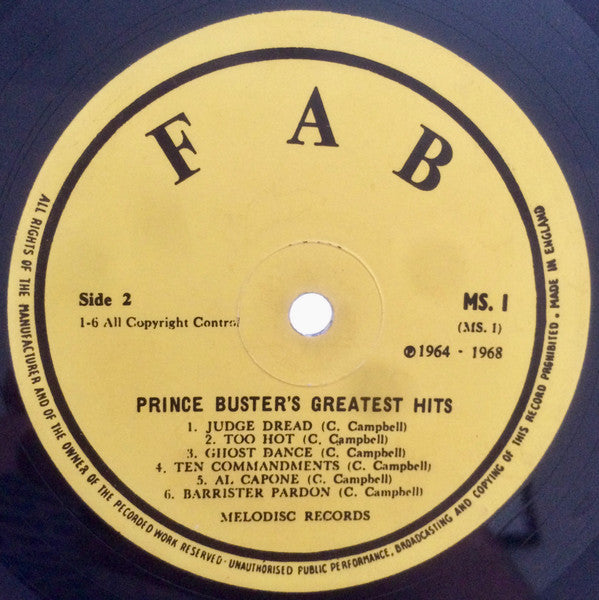 F A B
Side 2
1-6 All Copyright Control
MS. 1
(MS. 1)
℗ 1964 - 1968
PRINCE BUSTER'S GREATEST HITS
1. JUDGE DREAD (C. Campbell)
2. TOO HOT (C. Campbell)
3. GHOST DANCE (C. Campbell)
4. TEN COMMANDMENTS (C. Campbell)
5. AL CAPONE (C. Campbell)
6. BARRISTER PARDON (C. Campbell)
MELODISC RECORDS
ALL RIGHTS OF THE MANUFACTURER AND OF THE OWNER OF THE RECORDED WORK RESERVED · UNAUTHORISED PUBLIC PERFORMANCE, BROADCASTING AND COPYING OF THIS RECORD PROHIBITED . MADE IN ENGLAND